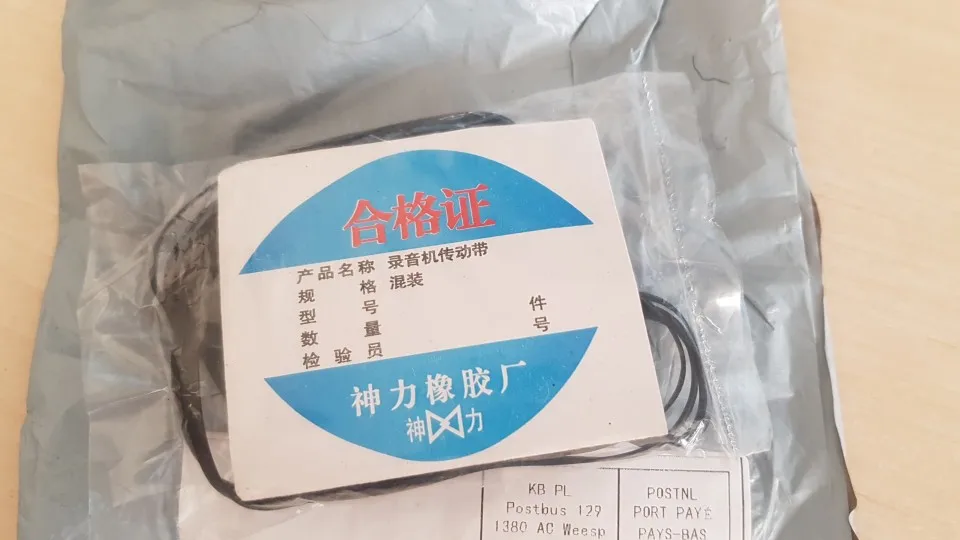 合格证
产品名称 录音机传动带
规格 混装
型号
数量 件
检验员 号
神力橡胶厂
神力
KB PL
Postbus 129
1380 AC Weesp
POSTNL
PORT PAYÉ
PAYS-BAS